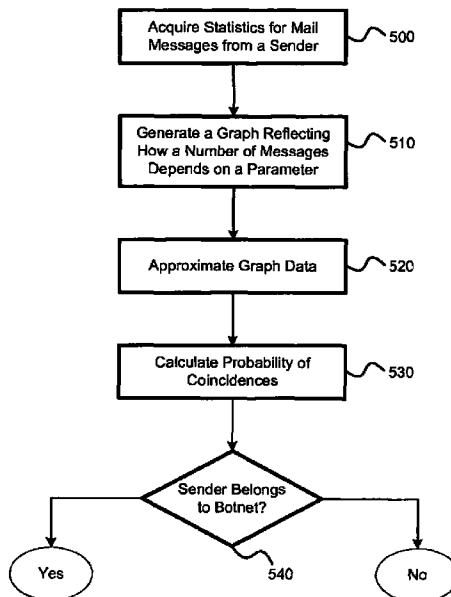 Acquire Statistics for Mail
Messages from a Sender
500
Generate a Graph Reflecting
How a Number of Messages
Depends on a Parameter
510
Approximate Graph Data
520
Calculate Probability of
Coincidences
530
Sender Belongs
to Botnet?
540
Yes
No